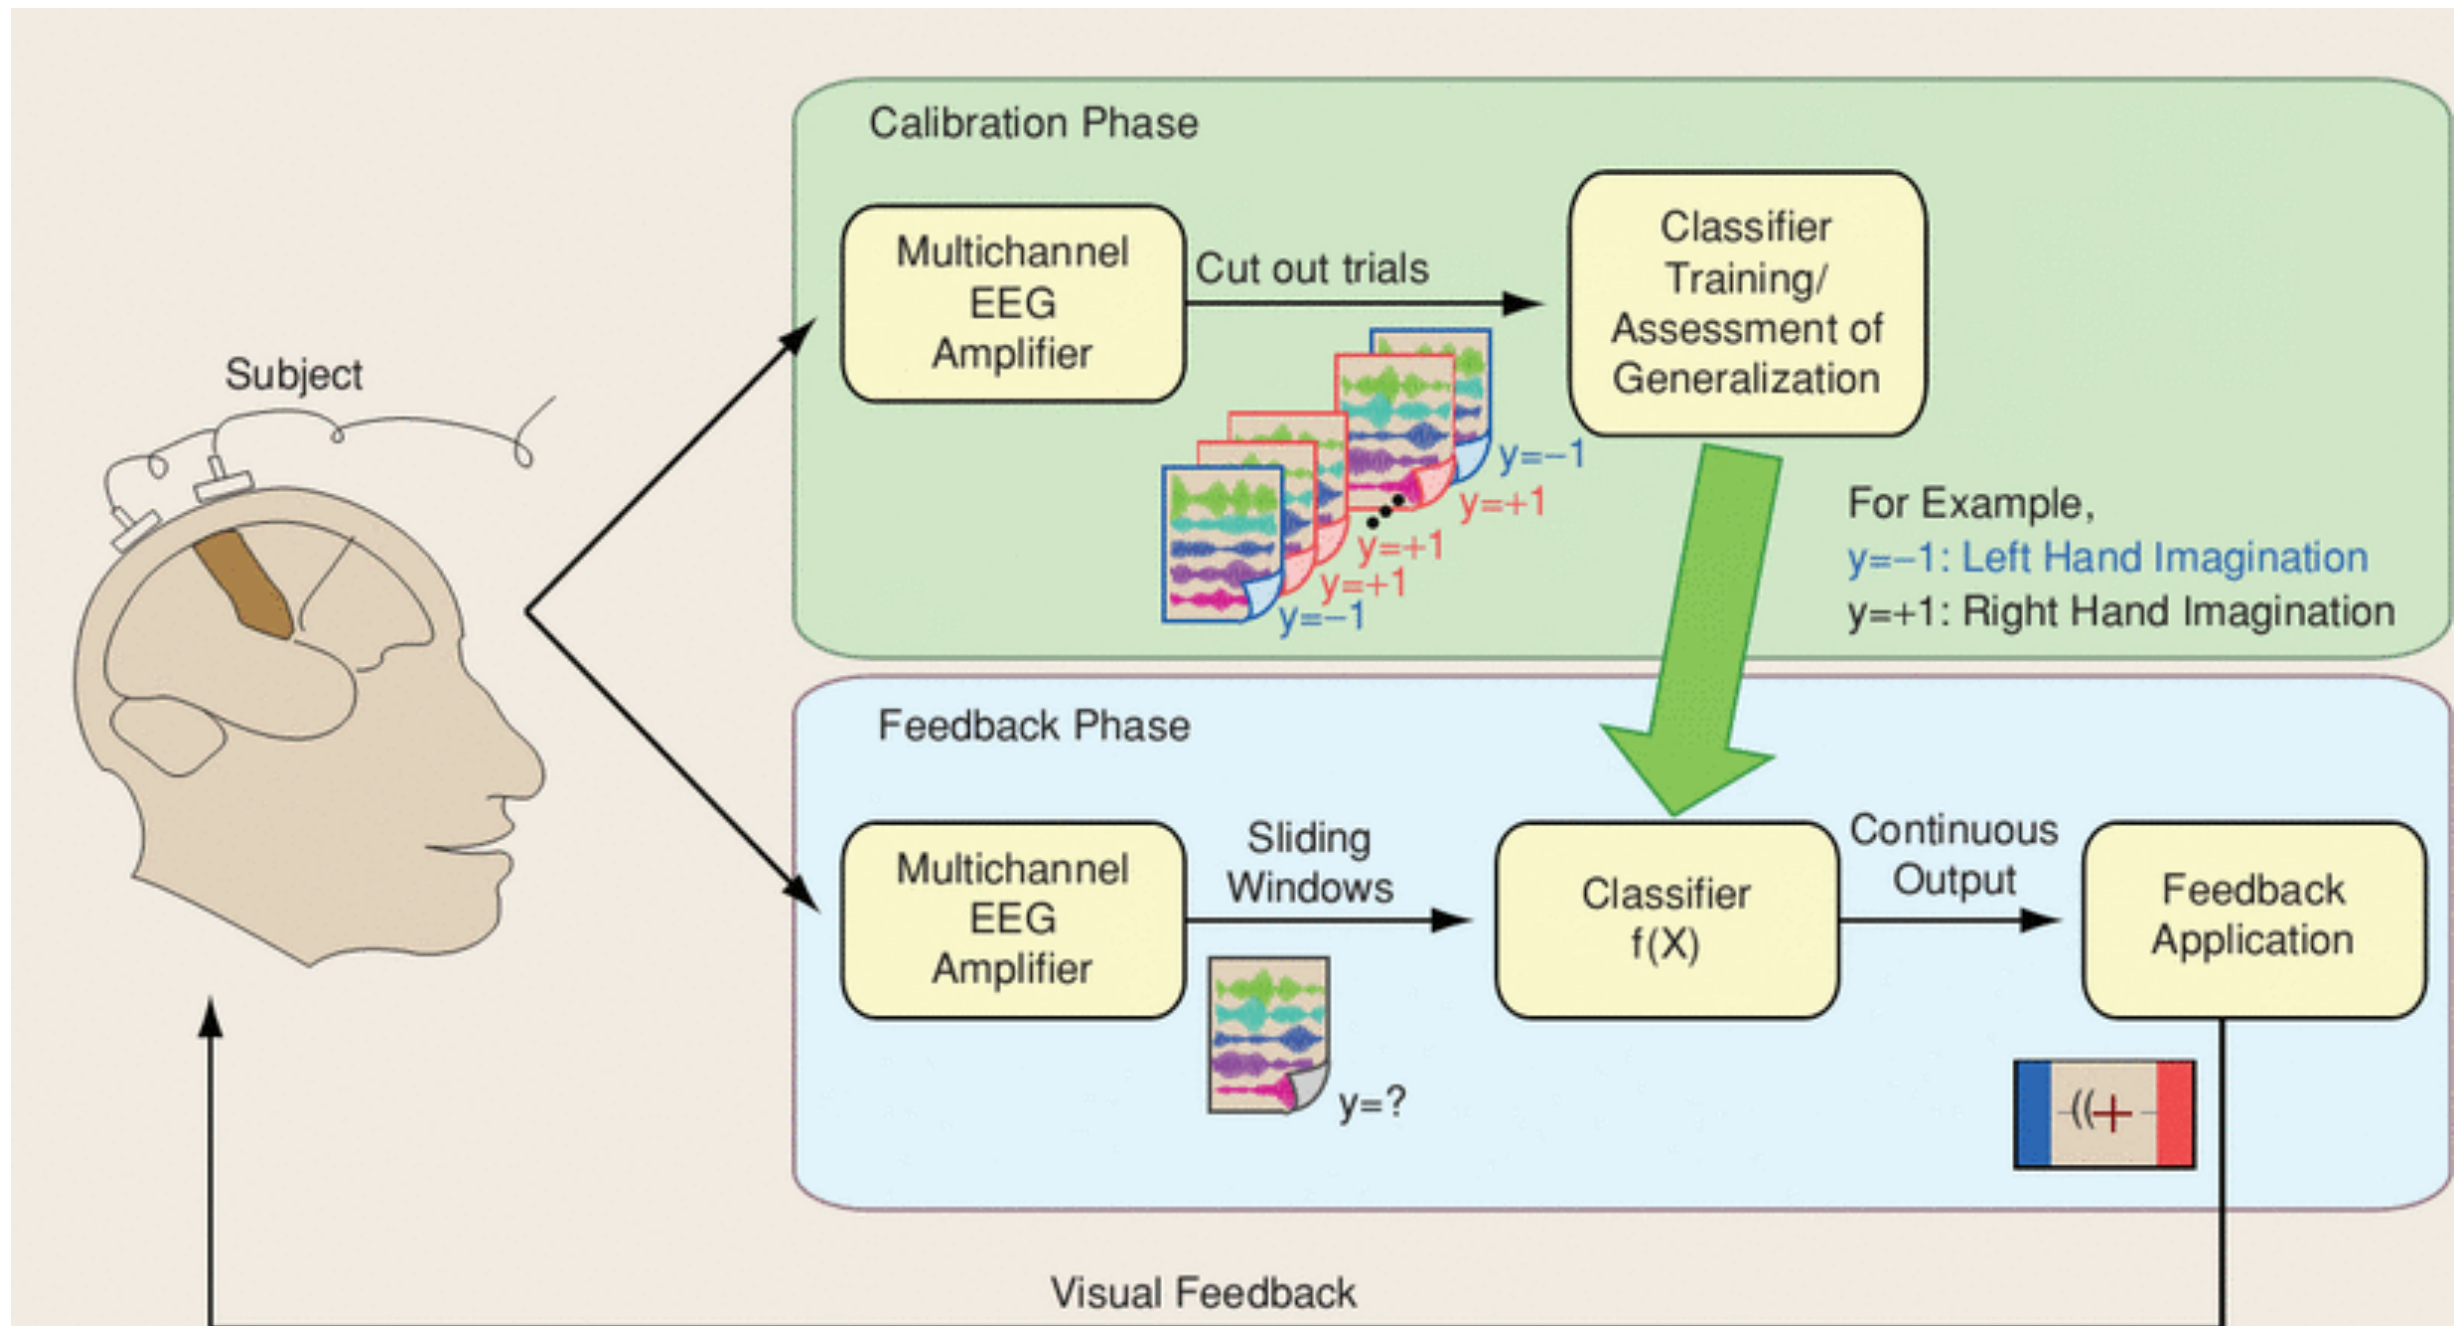 Calibration Phase
Multichannel
EEG
Amplifier
Cut out trials
Classifier
Training/
Assessment of
Generalization
Subject
y=−1
y=+1
y=+1
y=+1
y=−1
For Example,
y=−1: Left Hand Imagination
y=+1: Right Hand Imagination
Feedback Phase
Multichannel
EEG
Amplifier
Sliding
Windows
y=?
Classifier
f(X)
Continuous
Output
Feedback
Application
Visual Feedback